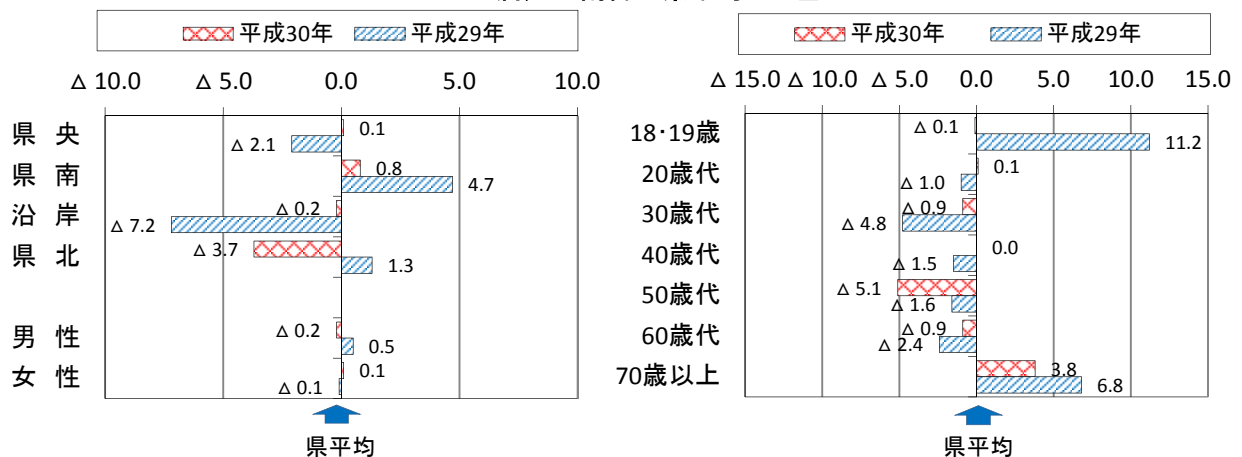 平成30年 平成29年
△ 10.0 △ 5.0 0.0 5.0 10.0
県 央 0.1
△ 2.1
県 南 0.8
4.7
沿 岸 △ 0.2
△ 7.2
県 北 △ 3.7
1.3
男 性 △ 0.2
0.5
女 性 0.1
△ 0.1
県平均
平成30年 平成29年
△ 15.0 △ 10.0 △ 5.0 0.0 5.0 10.0 15.0
18･19歳 △ 0.1
11.2
20歳代 0.1
△ 1.0
30歳代 △ 0.9
△ 4.8
40歳代 0.0
△ 1.5
50歳代 △ 5.1
△ 1.6
60歳代 △ 0.9
△ 2.4
70歳以上 3.8
6.8
県平均